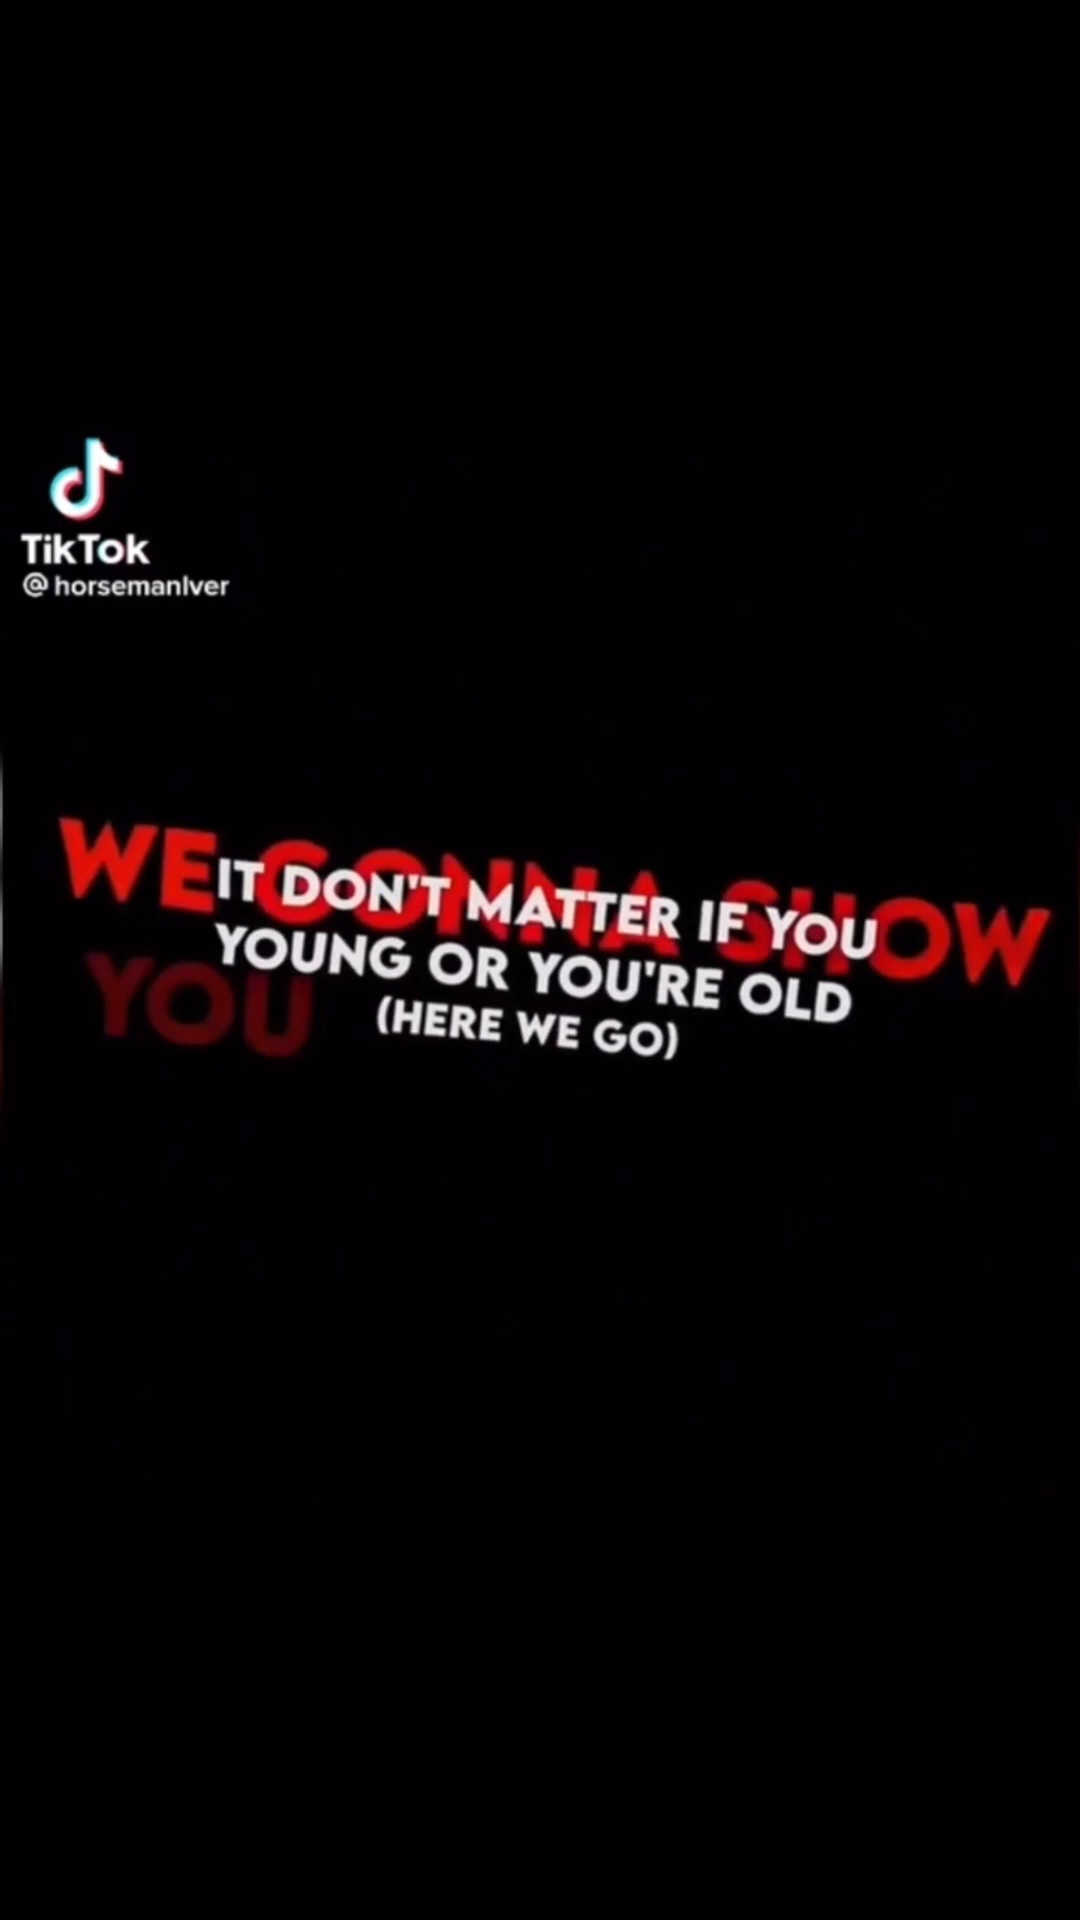 TikTok
@horsemanlver
WE GONNA SHOW
YOU
IT DON'T MATTER IF YOU
YOUNG OR YOU'RE OLD
(HERE WE GO)